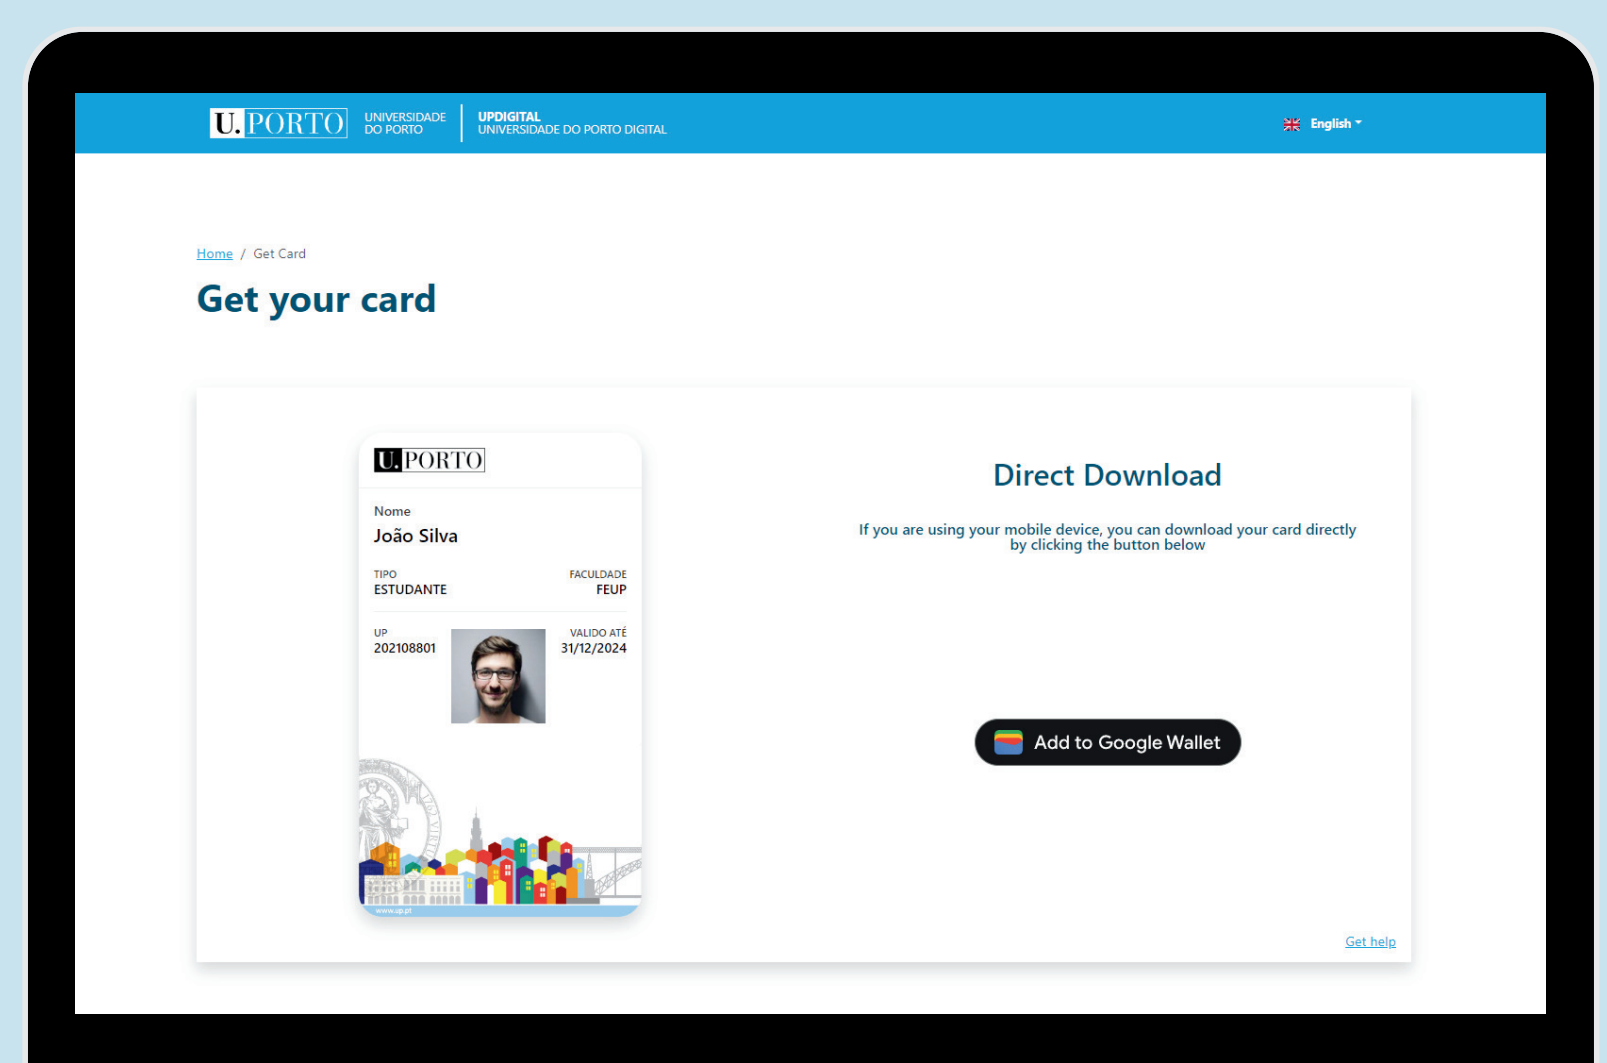 U.PORTO
UNIVERSIDADE
DO PORTO
UPDIGITAL
UNIVERSIDADE DO PORTO DIGITAL
English
Home / Get Card
Get your card
U.PORTO
Nome
João Silva
TIPO
ESTUDANTE
FACULDADE
FEUP
UP
202108801
VALIDO ATÉ
31/12/2024
www.up.pt
Direct Download
If you are using your mobile device, you can download your card directly
by clicking the button below
Add to Google Wallet
Get help